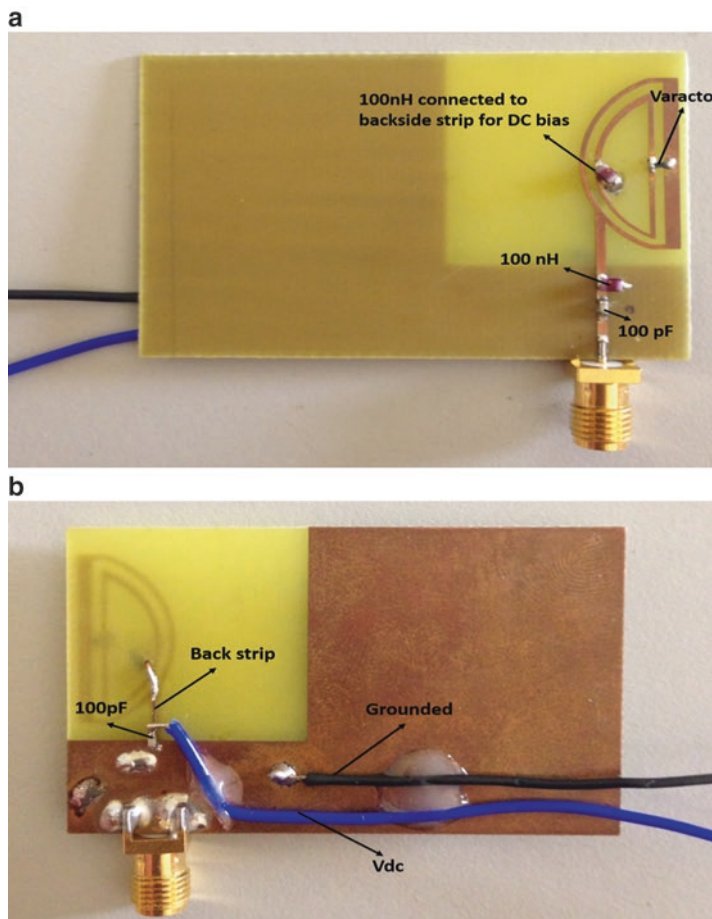 a
100nH connected to
backside strip for DC bias
Varacto
100 nH
100 pF
b
Back strip
100pF
Grounded
Vdc